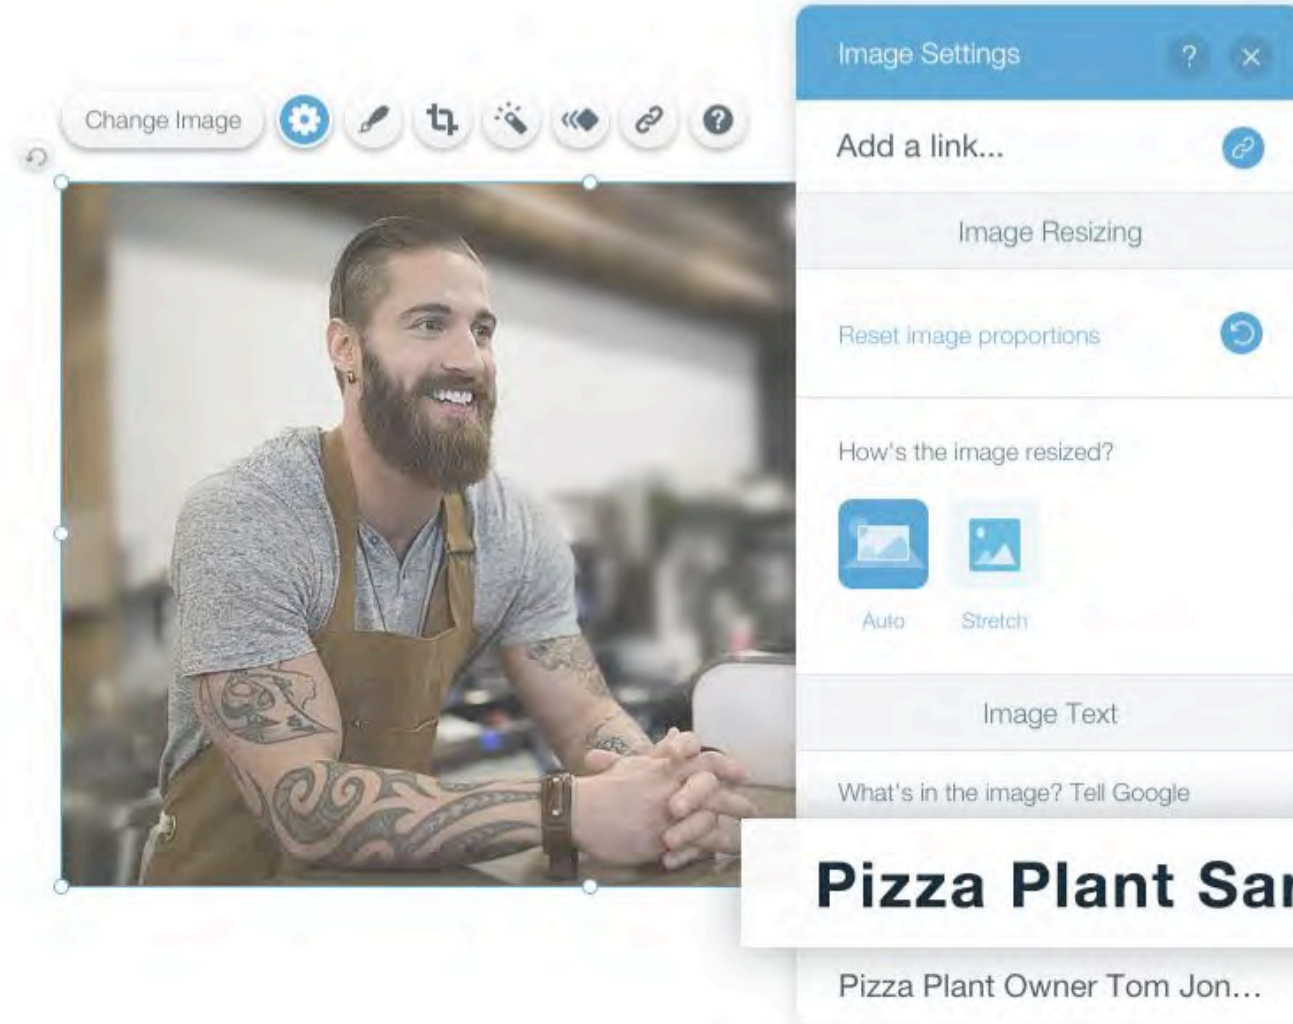 Image Settings
?
Change Image
?
Add a link...
Image Resizing
Reset image proportions
How's the image resized?
Auto
Stretch
Image Text
What's in the image? Tell Google
Pizza Plant Sar
Pizza Plant Owner Tom Jon...